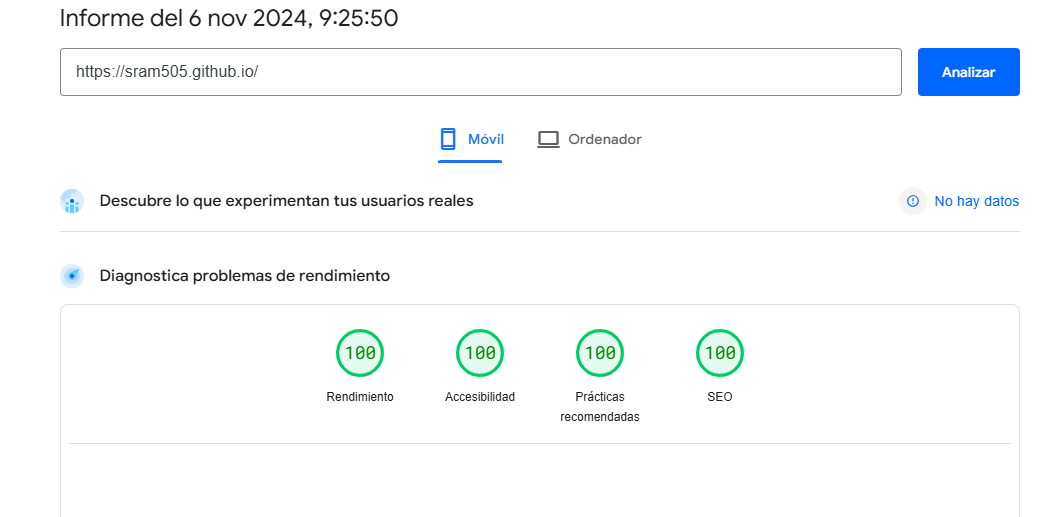 Informe del 6 nov 2024, 9:25:50
https://sram505.github.io/
Analizar
Móvil
Ordenador
Descubre lo que experimentan tus usuarios reales
No hay datos
Diagnostica problemas de rendimiento
100
100
100
100
Rendimiento
Accesibilidad
Prácticas
recomendadas
SEO